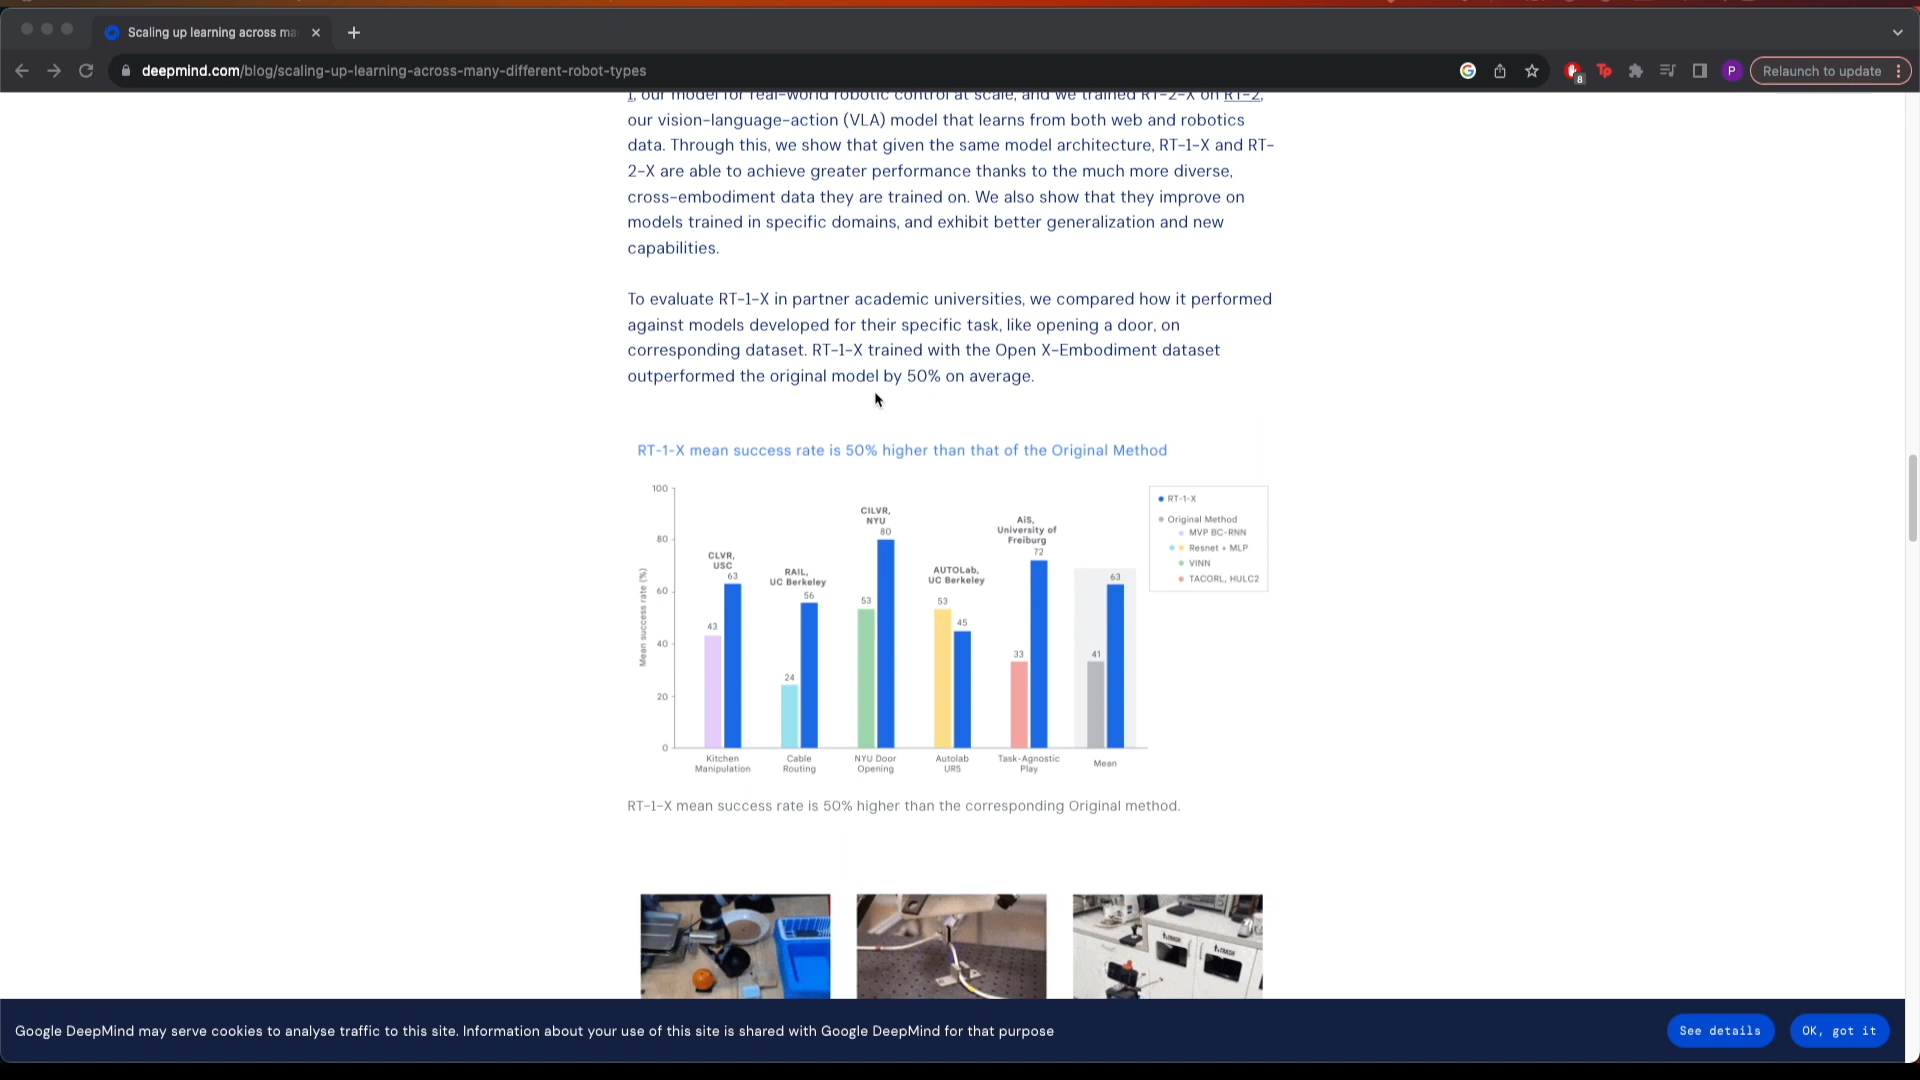 Scaling up learning across ma
deepmind.com/blog/scaling-up-learning-across-many-different-robot-types
8
P
Relaunch to update
1, our model for real-world robotic control at scale, and we trained RT-2-X on RT-2,
our vision-language-action (VLA) model that learns from both web and robotics
data. Through this, we show that given the same model architecture, RT-1-X and RT-
2-X are able to achieve greater performance thanks to the much more diverse,
cross-embodiment data they are trained on. We also show that they improve on
models trained in specific domains, and exhibit better generalization and new
capabilities.
To evaluate RT-1-X in partner academic universities, we compared how it performed
against models developed for their specific task, like opening a door, on
corresponding dataset. RT-1-X trained with the Open X-Embodiment dataset
outperformed the original model by 50% on average.
RT-1-X mean success rate is 50% higher than that of the Original Method
Mean success rate (%)
100
80
60
40
20
0
CLVR,
USC
63
43
RAIL,
UC Berkeley
56
24
CILVR,
NYU
80
53
AUTOLab,
UC Berkeley
53
45
AiS,
University of
Freiburg
72
33
63
41
Kitchen
Manipulation
Cable
Routing
NYU Door
Opening
Autolab
UR5
Task-Agnostic
Play
Mean
RT-1-X
Original Method
MVP BC-RNN
Resnet + MLP
VINN
TACORL, HULC2
RT-1-X mean success rate is 50% higher than the corresponding Original method.
Google DeepMind may serve cookies to analyse traffic to this site. Information about your use of this site is shared with Google DeepMind for that purpose
See details
OK, got it